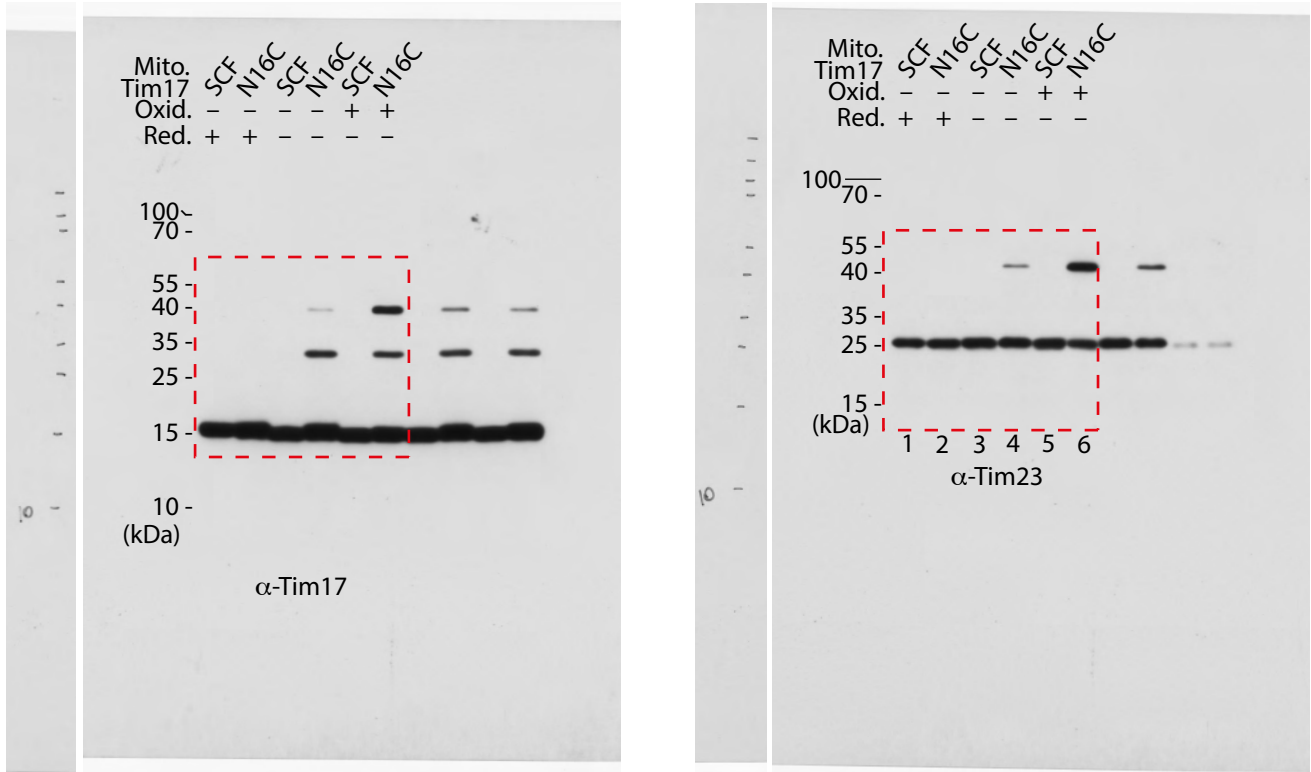 Mito.
Tim17 SCF N16C SCF N16C SCF N16C
Oxid. – – – – + +
Red. + + – – – –
100
70 -
55 -
40 -
35 -
25 -
15 -
10 -
(kDa)
α-Tim17
Mito.
Tim17 SCF N16C SCF N16C SCF N16C
Oxid. – – – – + +
Red. + + – – – –
100
70 -
55 -
40 -
35 -
25 -
15 -
(kDa)
1 2 3 4 5 6
α-Tim23
10